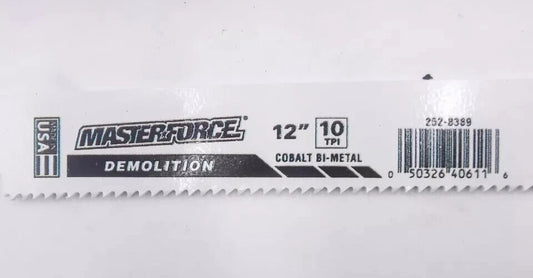 MADE IN
USA
MASTERFORCE®
DEMOLITION
12"
10
TPI
COBALT BI-METAL
252-8389
0 50326 40611 6